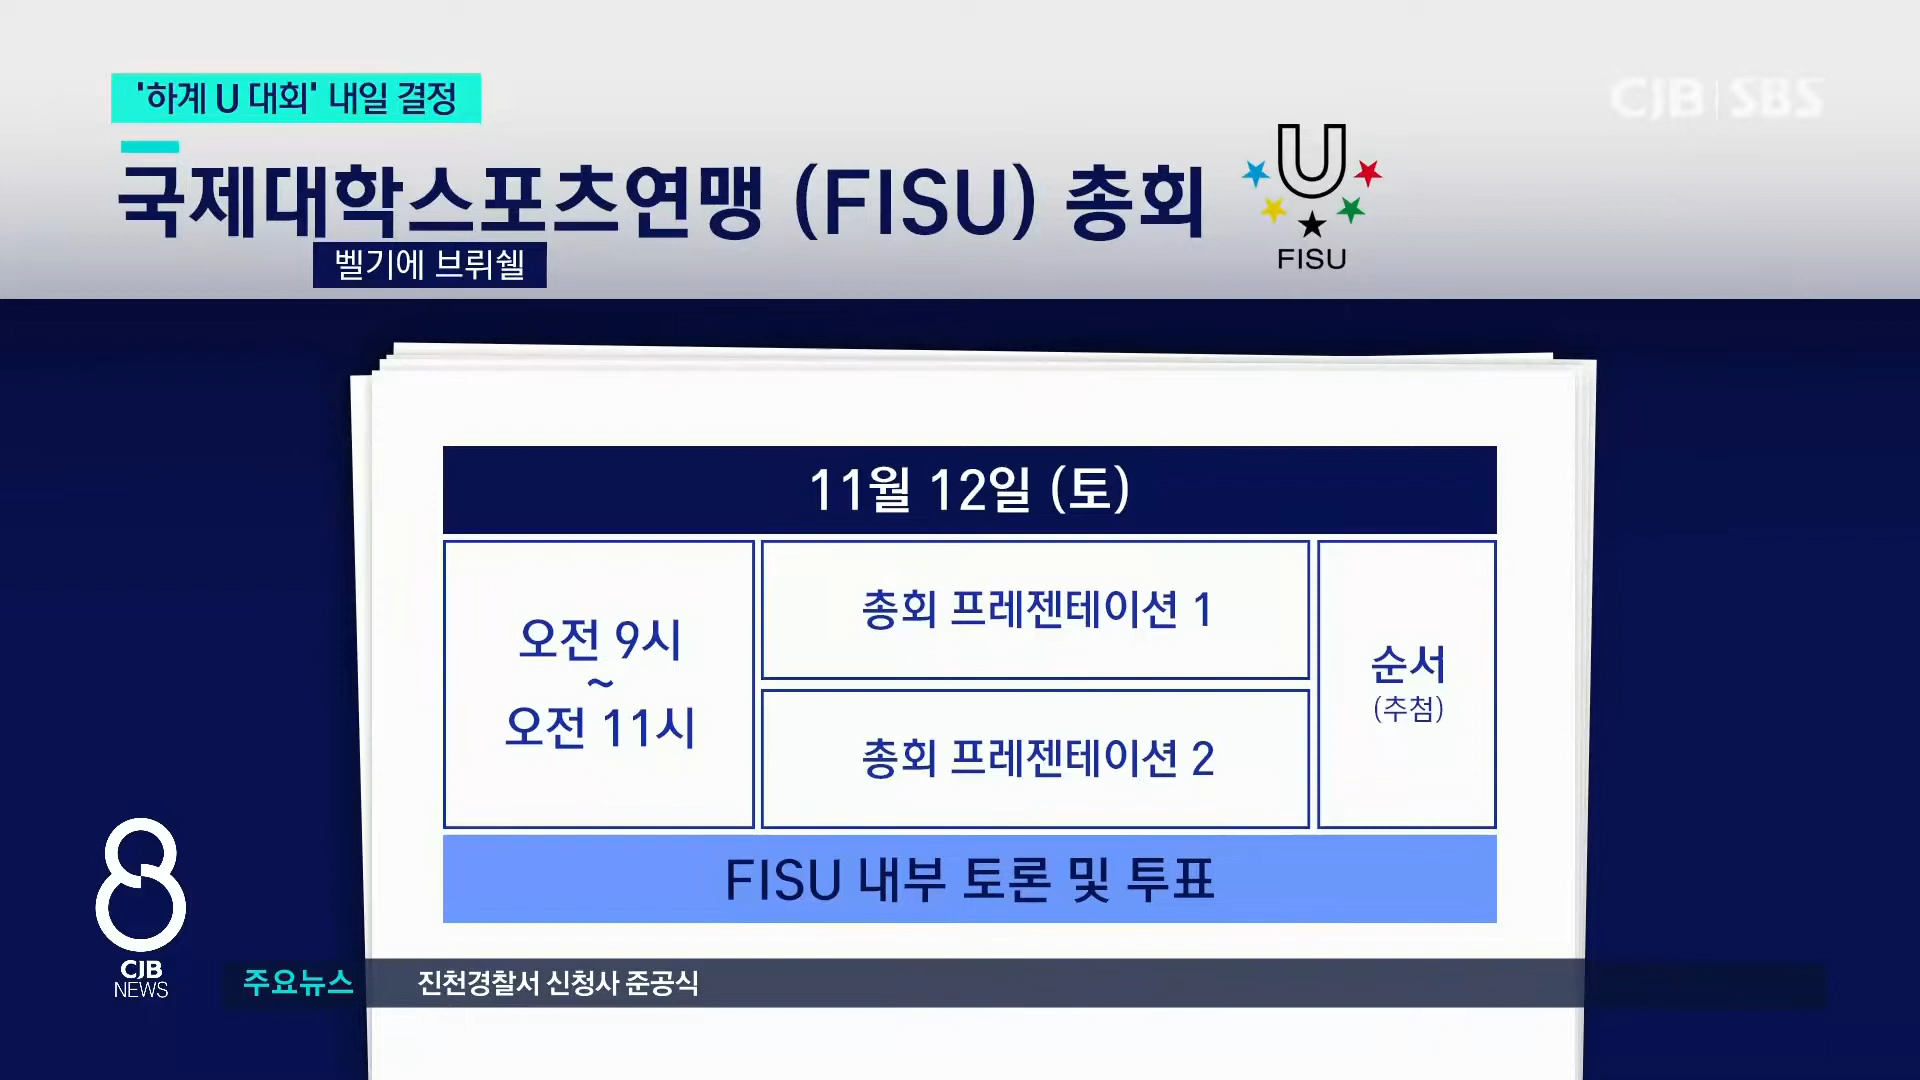 '하계 U 대회' 내일 결정
CJB | SBS
국제대학스포츠연맹 (FISU) 총회
U
FISU
벨기에 브뤼쉘
11월 12일 (토)
오전 9시
~
오전 11시
총회 프레젠테이션 1
총회 프레젠테이션 2
순서
(추첨)
FISU 내부 토론 및 투표
8
CJB
NEWS
주요뉴스
진천경찰서 신청사 준공식